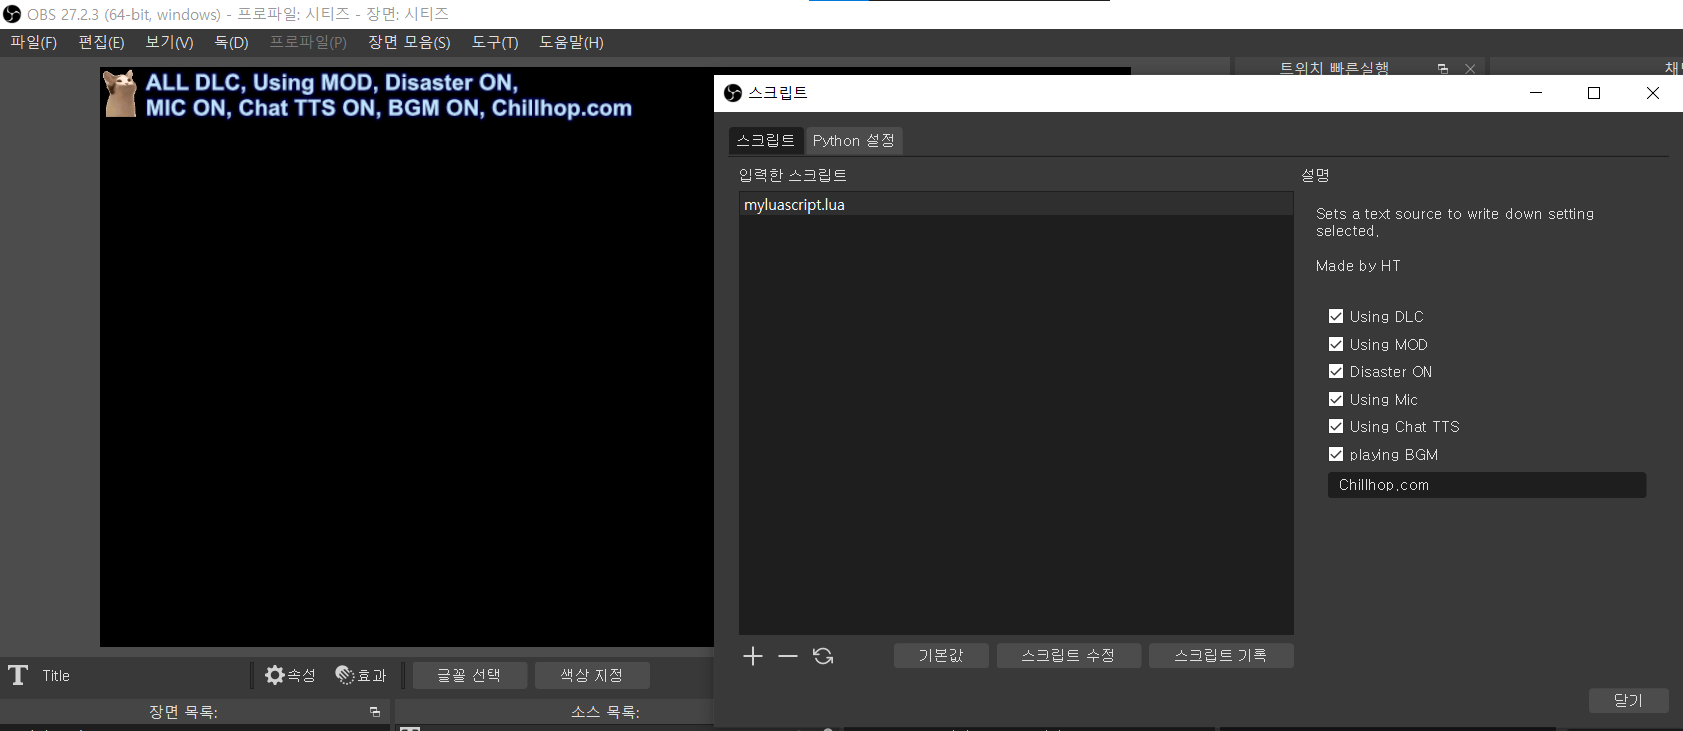 OBS 27.2.3 (64-bit, windows) - 프로파일: 시티즈 - 장면: 시티즈
파일(F) 편집(E) 보기(V) 독(D) 프로파일(P) 장면 모음(S) 도구(T) 도움말(H)
트위치 빠른실행
ALL DLC, Using MOD, Disaster ON,
MIC ON, Chat TTS ON, BGM ON, Chillhop.com
스크립트
스크립트 Python 설정
입력한 스크립트
myluascript.lua
설명
Sets a text source to write down setting
selected.
Made by HT
Using DLC
Using MOD
Disaster ON
Using Mic
Using Chat TTS
playing BGM
Chillhop.com
기본값 스크립트 수정 스크립트 기록
닫기
T Title 속성 효과 글꼴 선택 색상 지정
장면 목록: 소스 목록: